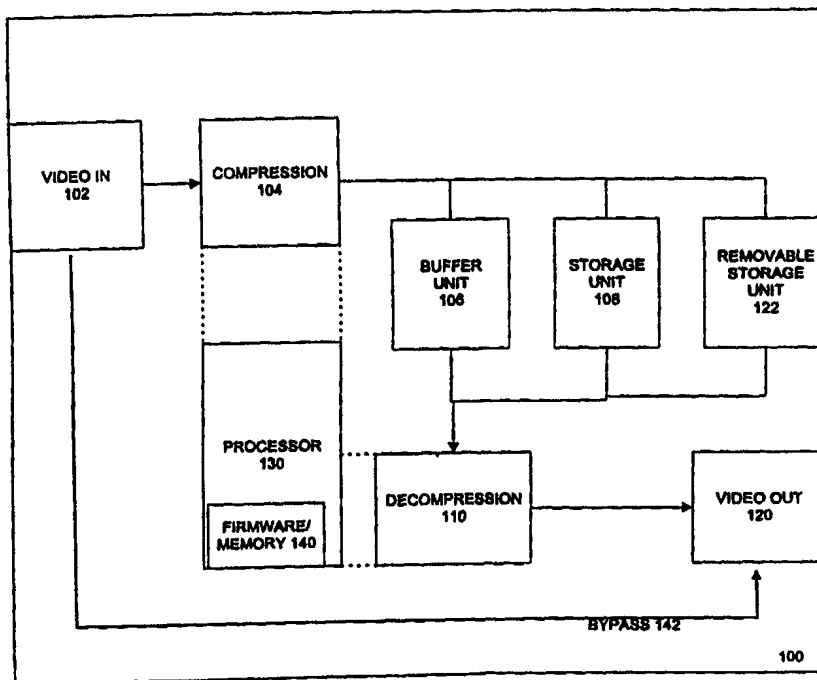 VIDEO IN
102
COMPRESSION
104
BUFFER
UNIT
106
STORAGE
UNIT
108
REMOVABLE
STORAGE
UNIT
122
PROCESSOR
130
FIRMWARE/
MEMORY 140
DECOMPRESSION
110
VIDEO OUT
120
BYPASS 142
100